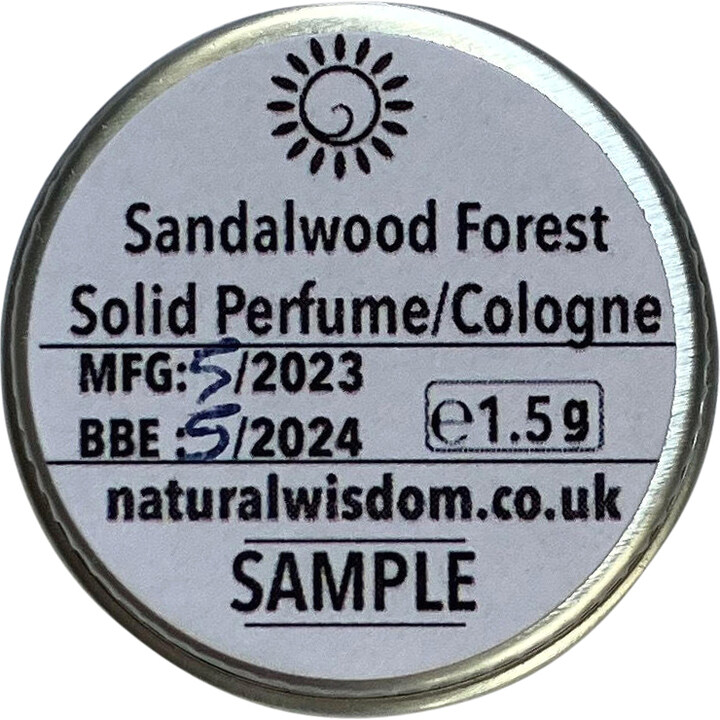 Sandalwood Forest
Solid Perfume/Cologne
MFG:5/2023
BBE :5/2024
℮1.5g
naturalwisdom.co.uk
SAMPLE